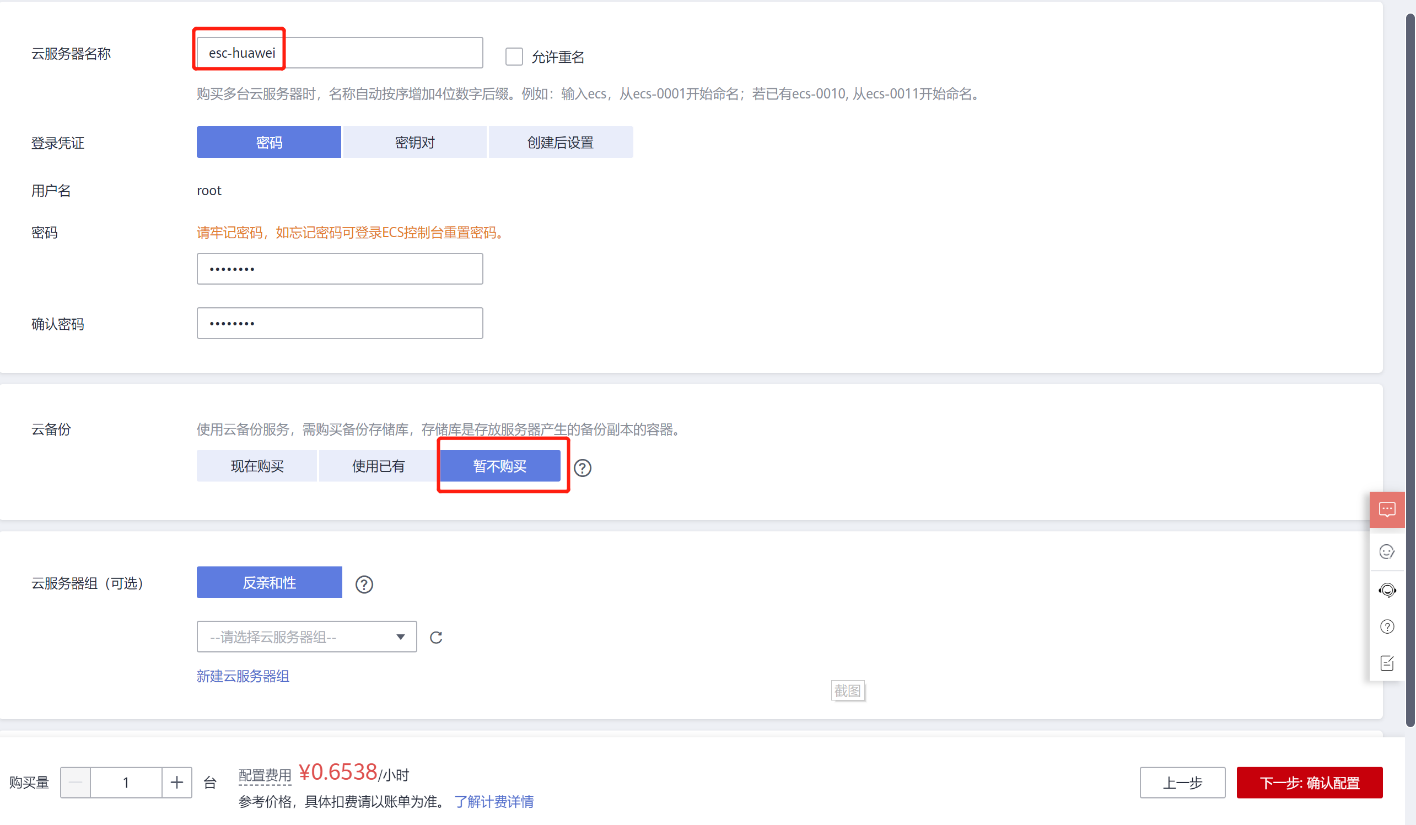 云服务器名称
esc-huawei
允许重名
购买多台云服务器时，名称自动按序增加4位数字后缀。例如：输入ecs，从ecs-0001开始命名；若已有ecs-0010, 从ecs-0011开始命名。
登录凭证
密码 密钥对 创建后设置
用户名
root
密码
请牢记密码，如忘记密码可登录ECS控制台重置密码。
••••••••
确认密码
••••••••
云备份
使用云备份服务，需购买备份存储库，存储库是存放服务器产生的备份副本的容器。
现在购买 使用已有 暂不购买
云服务器组（可选）
反亲和性
--请选择云服务器组--
新建云服务器组
截图
购买量
1
台
配置费用 ¥0.6538/小时
参考价格，具体扣费请以账单为准。 了解计费详情
上一步
下一步: 确认配置